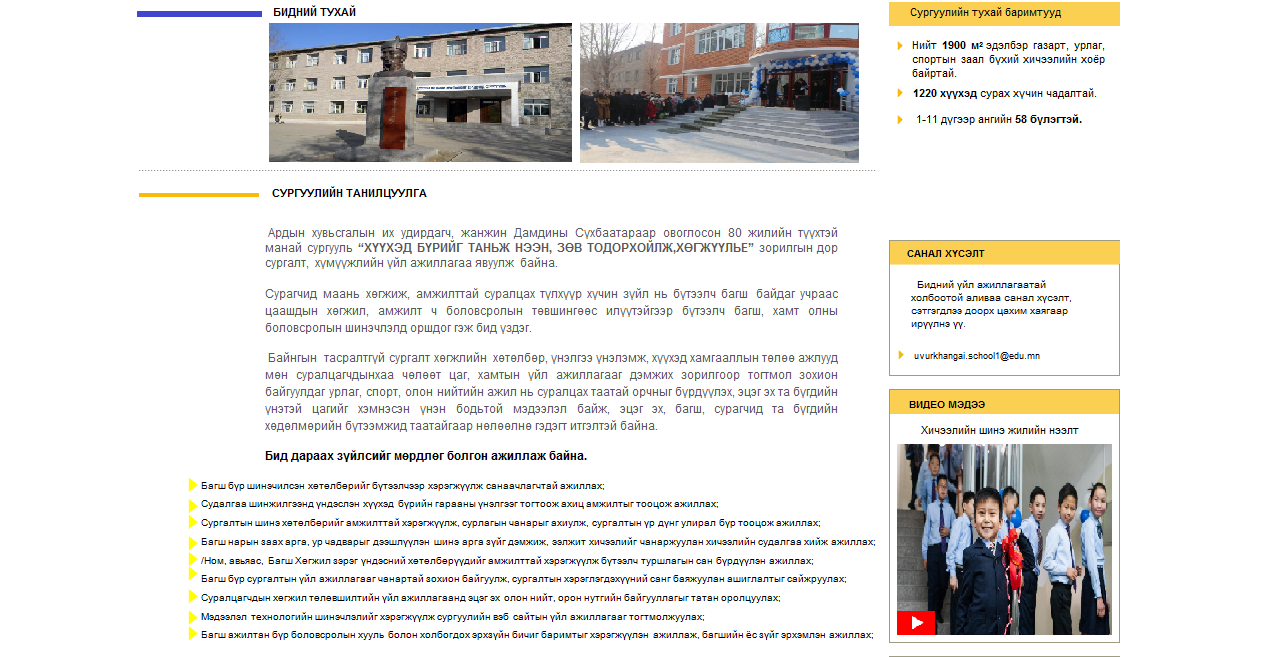 БИДНИЙ ТУХАЙ
СУРГУУЛИЙН ТАНИЛЦУУЛГА
Ардын хувьсгалын их удирдагч, жанжин Дамдины Сүхбаатараар овоглосон 80 жилийн түүхтэй
манай сургууль “ХҮҮХЭД БҮРИЙГ ТАНЬЖ НЭЭН, ЗӨВ ТОДОРХОЙЛЖ,ХӨГЖҮҮЛЬЕ” зорилгын дор
сургалт, хүмүүжлийн үйл ажиллагаа явуулж байна.
Сурагчид маань хөгжиж, амжилттай суралцах түлхүүр хүчин зүйл нь бүтээлч багш байдаг учраас
цаашдын хөгжил, амжилт ч боловсролын төвшингөөс илүүтэйгээр бүтээлч багш, хамт олны
боловсролын шинэчлэлд оршдог гэж бид үздэг.
Байнгын тасралтгүй сургалт хөгжлийн хөтөлбөр, үнэлгээ үнэлэмж, хүүхэд хамгааллын төлөө ажлууд
мөн суралцагчдынхаа чөлөөт цаг, хамтын үйл ажиллагааг дэмжих зорилгоор тогтмол зохион
байгуулдаг урлаг, спорт, олон нийтийн ажил нь суралцах таатай орчныг бүрдүүлэх, эцэг эх та бүгдийн
үнэтэй цагийг хэмнэсэн үнэн бодьтой мэдээлэл байж, эцэг эх, багш, сурагчид та бүгдийн
хөдөлмөрийн бүтээмжид таатайгаар нөлөөлнө гэдэгт итгэлтэй байна.
Бид дараах зүйлсийг мөрдлөг болгон ажиллаж байна.
Багш бүр шинэчилсэн хөтөлбөрийг бүтээлчээр хэрэгжүүлж санаачлагчтай ажиллах;
Судалгаа шинжилгээнд үндэслэн хүүхэд бүрийн гарааны үнэлгээг тогтоож ахиц амжилтыг тооцож ажиллах;
Сургалтын шинэ хөтөлбөрийг амжилттай хэрэгжүүлж, сурлагын чанарыг ахиулж, сургалтын үр дүнг улирал бүр тооцож ажиллах;
Багш нарын заах арга, ур чадварыг дээшлүүлэн шинэ арга зүйг дэмжиж, ээлжит хичээлийг чанаржуулан хичээлийн судалгаа хийж ажиллах;
/Ном, авьяас, Багш Хөгжил зэрэг үндэсний хөтөлбөрүүдийг амжилттай хэрэгжүүлж бүтээлч туршлагын сан бүрдүүлэн ажиллах;
Багш бүр сургалтын үйл ажиллагааг чанартай зохион байгуулж, сургалтын хэрэглэгдэхүүний санг баяжуулан ашиглалтыг сайжруулах;
Суралцагчдын хөгжил төлөвшилтийн үйл ажиллагаанд эцэг эх олон нийт, орон нутгийн байгууллагыг татан оролцуулах;
Мэдээлэл технологийн шинэчлэлийг хэрэгжүүлж сургуулийн вэб сайтын үйл ажиллагааг тогтмолжуулах;
Багш ажилтан бүр боловсролын хууль болон холбогдох эрхзүйн бичиг баримтыг хэрэгжүүлэн ажиллаж, багшийн ёс зүйг эрхэмлэн ажиллах;
Сургуулийн тухай баримтууд
Нийт 1900 м² эдэлбэр газарт, урлаг,
спортын заал бүхий хичээлийн хоёр
байртай.
1220 хүүхэд сурах хүчин чадалтай.
1-11 дүгээр ангийн 58 бүлэгтэй.
САНАЛ ХҮСЭЛТ
Бидний үйл ажиллагаатай
холбоотой аливаа санал хүсэлт,
сэтгэгдлээ доорх цахим хаягаар
ирүүлнэ үү.
uvurkhangai.school1@edu.mn
ВИДЕО МЭДЭЭ
Хичээлийн шинэ жилийн нээлт